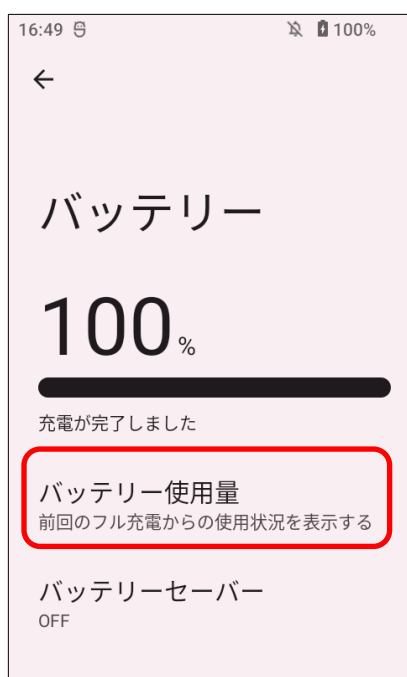 16:49 100%
バッテリー
100%
充電が完了しました
バッテリー使用量
前回のフル充電からの使用状況を表示する
バッテリーセーバー
OFF